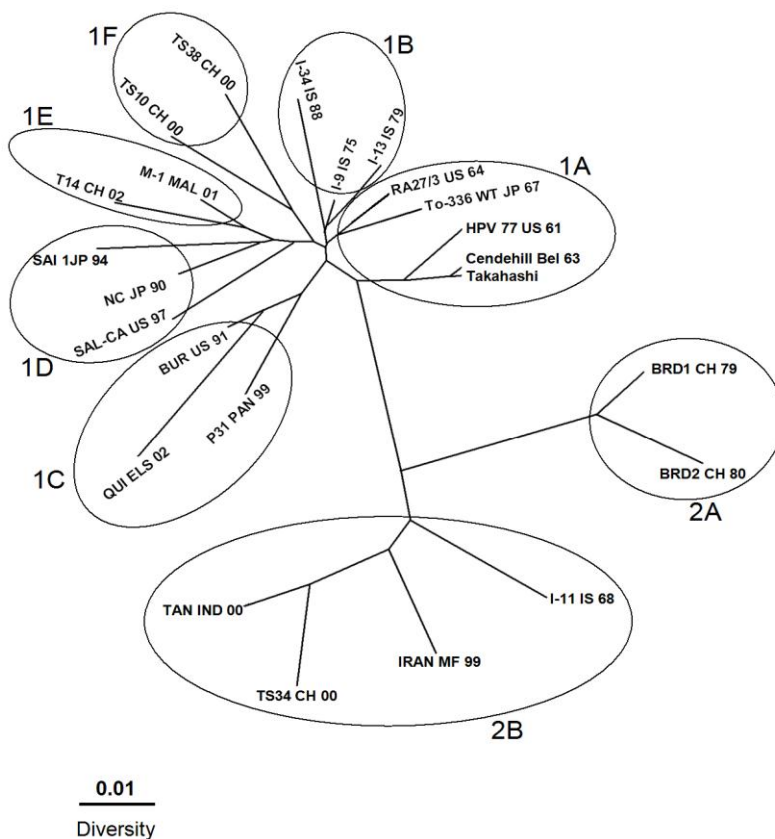 1F
TS38 CH 00
TS10 CH 00
1B
I-34 IS 88
I-9 IS 75
I-13 IS 79
1E
M-1 MAL 01
T14 CH 02
1A
RA27/3 US 64
To-336 WT JP 67
HPV 77 US 61
Cendehill Bel 63
Takahashi
SAI 1JP 94
NC JP 90
SAL-CA US 97
1D
BUR US 91
P31 PAN 99
QUI ELS 02
1C
BRD1 CH 79
BRD2 CH 80
2A
I-11 IS 68
TAN IND 00
IRAN MF 99
TS34 CH 00
2B
0.01
Diversity